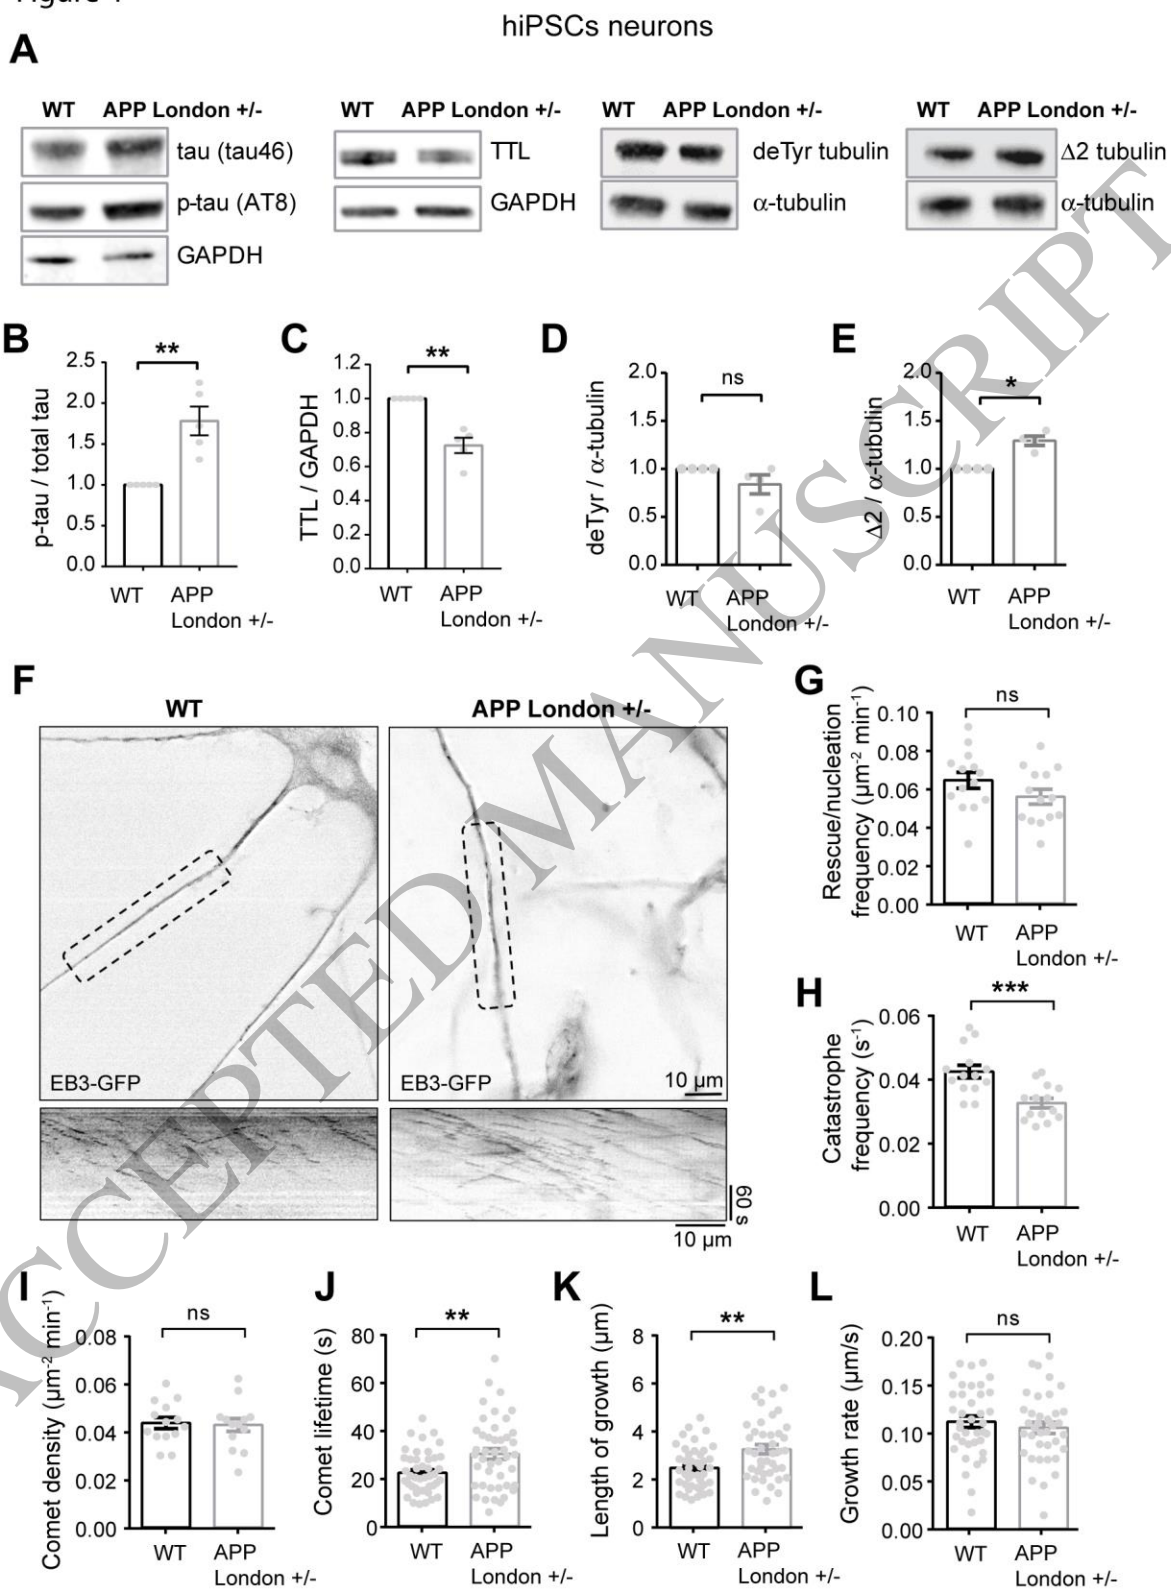 hiPSCs neurons
A
WT APP London +/-
tau (tau46)
p-tau (AT8)
GAPDH
WT APP London +/-
TTL
GAPDH
WT APP London +/-
deTyr tubulin
α-tubulin
WT APP London +/-
Δ2 tubulin
α-tubulin
B
p-tau / total tau
2.5
2.0
1.5
1.0
0.5
0.0
**
WT
APP
London +/-
C
TTL / GAPDH
1.2
1.0
0.8
0.6
0.4
0.2
0.0
**
WT
APP
London +/-
D
deTyr / α-tubulin
2.0
1.5
1.0
0.5
0.0
ns
WT
APP
London +/-
E
Δ2 / α-tubulin
2.0
1.5
1.0
0.5
0.0
*
WT
APP
London +/-
F
WT
APP London +/-
EB3-GFP
EB3-GFP
10 µm
60 s
10 µm
G
Rescue/nucleation
frequency (µm⁻² min⁻¹)
0.10
0.08
0.06
0.04
0.02
0.00
ns
WT
APP
London +/-
H
Catastrophe
frequency (s⁻¹)
0.06
0.04
0.02
0.00
***
WT
APP
London +/-
I
Comet density (µm⁻² min⁻¹)
0.08
0.06
0.04
0.02
0.00
ns
WT
APP
London +/-
J
Comet lifetime (s)
80
60
40
20
0
**
WT
APP
London +/-
K
Length of growth (µm)
8
6
4
2
0
**
WT
APP
London +/-
L
Growth rate (µm/s)
0.20
0.15
0.10
0.05
0.00
ns
WT
APP
London +/-
ACCEPTED MANUSCRIPT